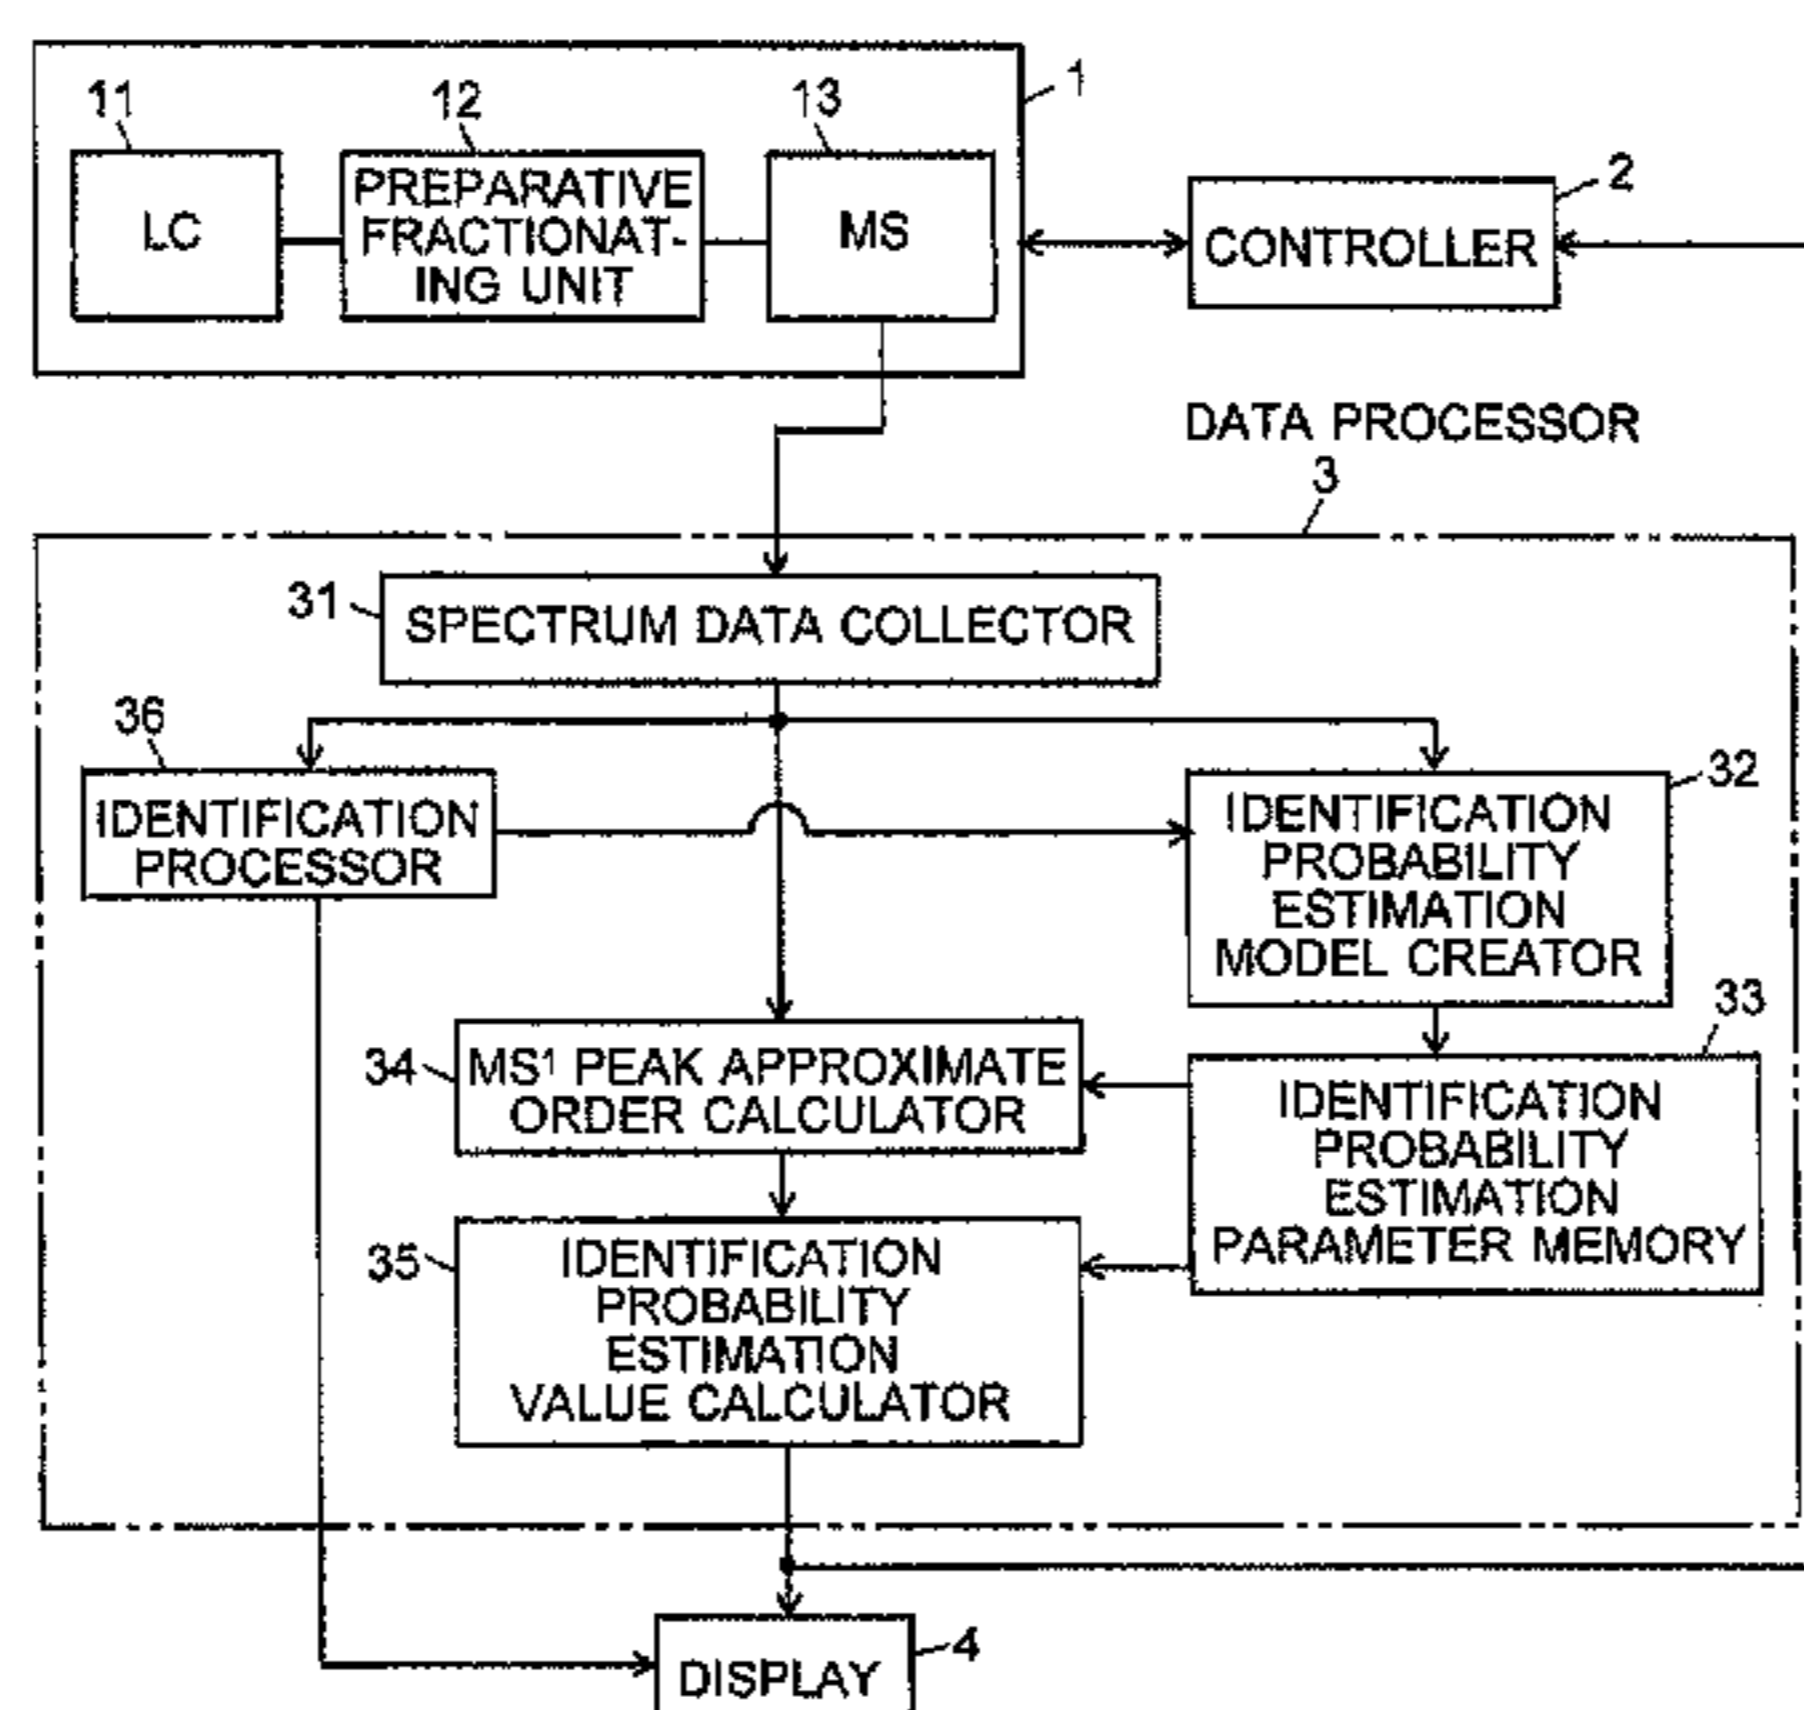 1
11
12
13
LC
PREPARATIVE
FRACTIONAT-
ING UNIT
MS
2
CONTROLLER
DATA PROCESSOR
3
31
SPECTRUM DATA COLLECTOR
36
IDENTIFICATION
PROCESSOR
32
IDENTIFICATION
PROBABILITY
ESTIMATION
MODEL CREATOR
33
IDENTIFICATION
PROBABILITY
ESTIMATION
PARAMETER MEMORY
34
MS¹ PEAK APPROXIMATE
ORDER CALCULATOR
35
IDENTIFICATION
PROBABILITY
ESTIMATION
VALUE CALCULATOR
4
DISPLAY